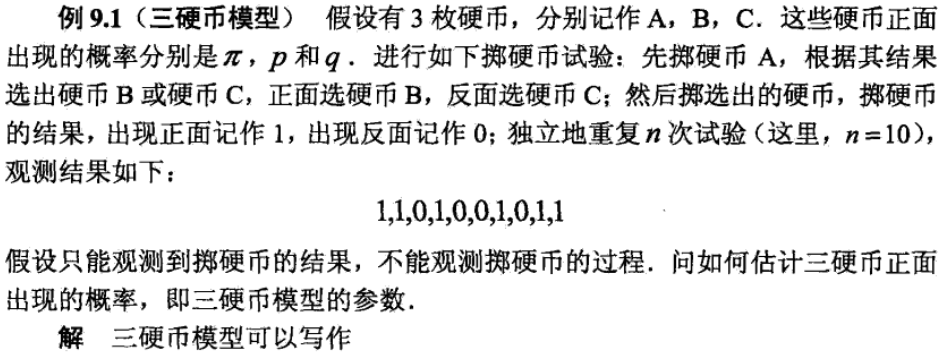 例 9.1（三硬币模型） 假设有 3 枚硬币，分别记作 A，B，C．这些硬币正面
出现的概率分别是 π，p 和 q．进行如下掷硬币试验：先掷硬币 A，根据其结果
选出硬币 B 或硬币 C，正面选硬币 B，反面选硬币 C；然后掷选出的硬币，掷硬币
的结果，出现正面记作 1，出现反面记作 0；独立地重复 n 次试验（这里，n=10），
观测结果如下：
1,1,0,1,0,0,1,0,1,1
假设只能观测到掷硬币的结果，不能观测掷硬币的过程．问如何估计三硬币正面
出现的概率，即三硬币模型的参数．
解 三硬币模型可以写作